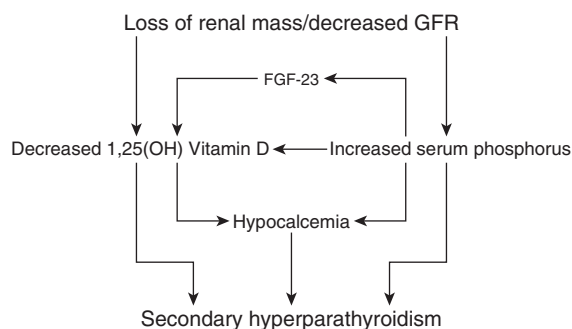 Loss of renal mass/decreased GFR
FGF-23
Decreased 1,25(OH) Vitamin D
Increased serum phosphorus
Hypocalcemia
Secondary hyperparathyroidism